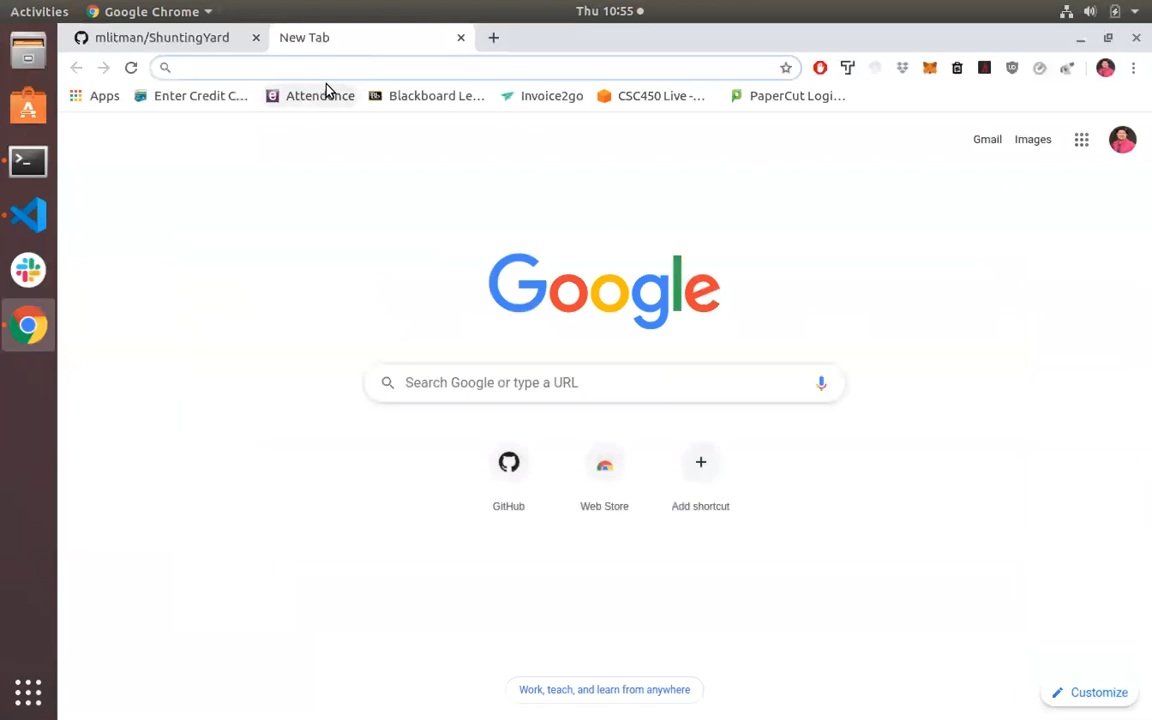 Activities Google Chrome Thu 10:55
mlitman/ShuntingYard New Tab
Apps Enter Credit C... Attendance Blackboard Le... Invoice2go CSC450 Live -... PaperCut Logi...
Gmail Images
Google
Search Google or type a URL
GitHub Web Store Add shortcut
Work, teach, and learn from anywhere
Customize